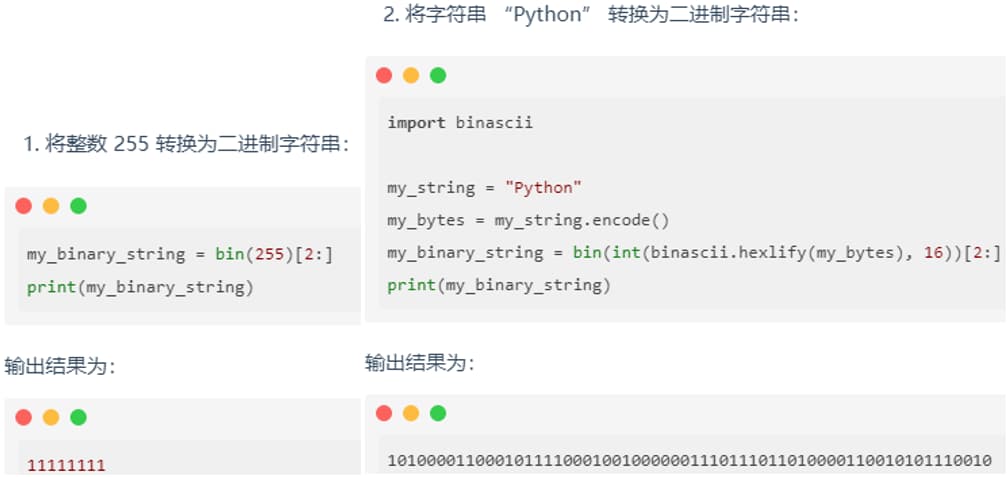 1. 将整数 255 转换为二进制字符串：
my_binary_string = bin(255)[2:]
print(my_binary_string)
输出结果为：
11111111
2. 将字符串 “Python” 转换为二进制字符串：
import binascii
my_string = "Python"
my_bytes = my_string.encode()
my_binary_string = bin(int(binascii.hexlify(my_bytes), 16))[2:]
print(my_binary_string)
输出结果为：
10100001100010111100010010000001110111011010000110010101110010